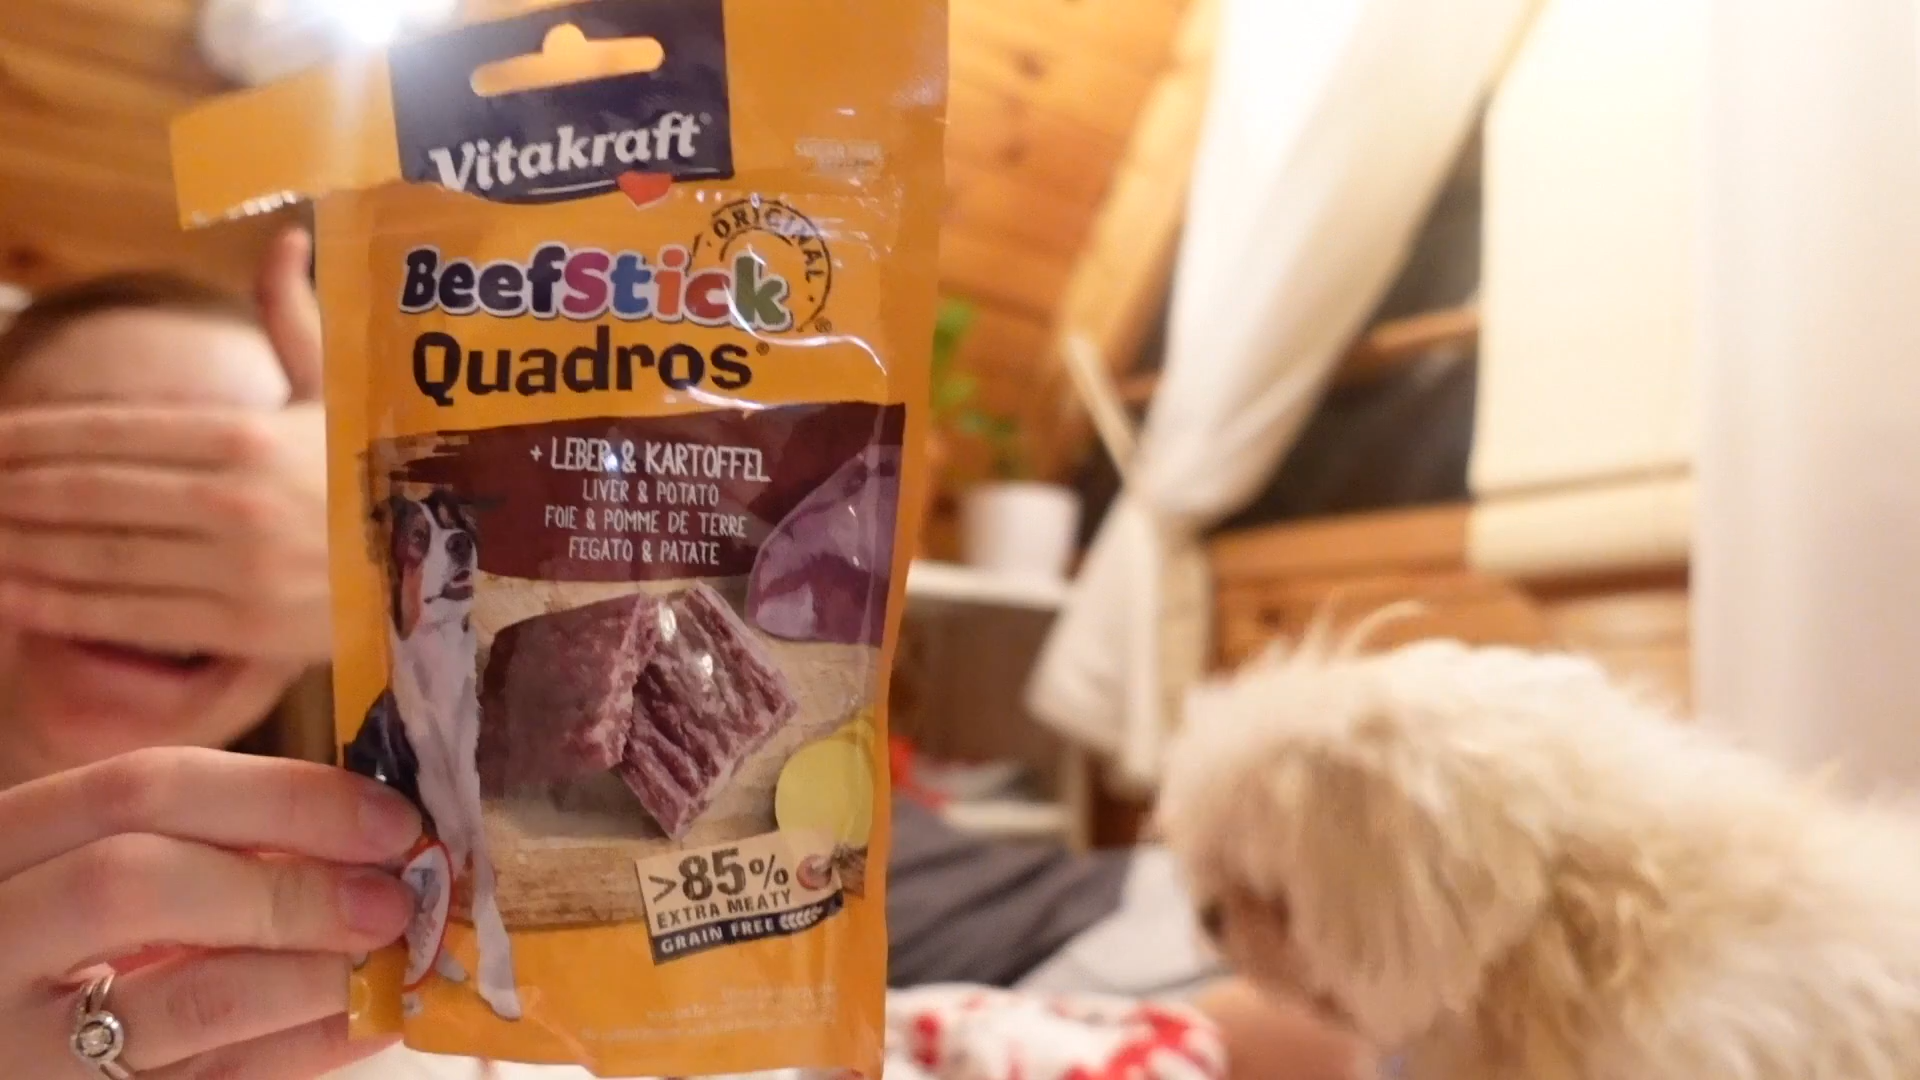 Vitakraft
ORIGINAL
BeefStick®
Quadros®
+ LEBER & KARTOFFEL
LIVER & POTATO
FOIE & POMME DE TERRE
FEGATO & PATATE
>85%
EXTRA MEATY
GRAIN FREE